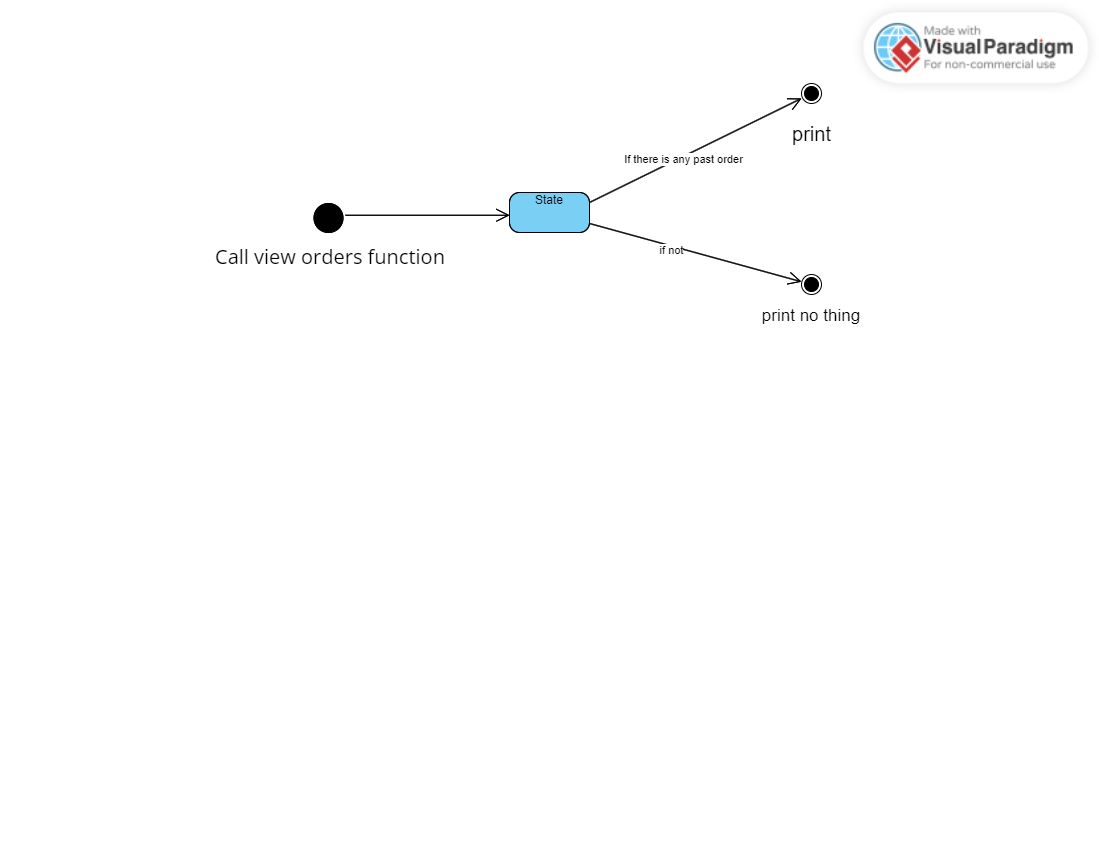 Made with
Visual Paradigm
For non-commercial use
print
If there is any past order
State
if not
Call view orders function
print no thing